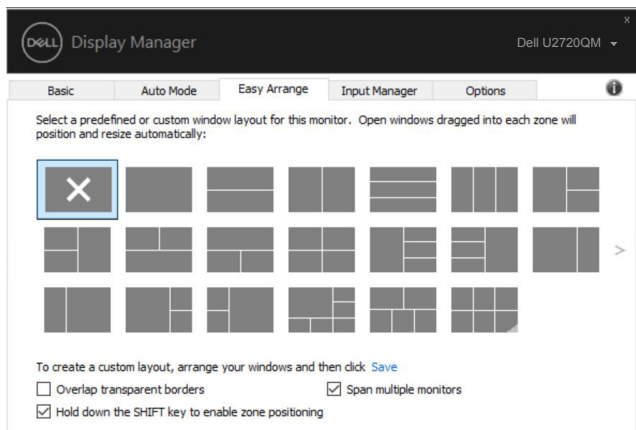 x
DELL Display Manager
Dell U2720QM
Basic Auto Mode Easy Arrange Input Manager Options
Select a predefined or custom window layout for this monitor. Open windows dragged into each zone will
position and resize automatically:
>
To create a custom layout, arrange your windows and then click Save
Overlap transparent borders Span multiple monitors
Hold down the SHIFT key to enable zone positioning